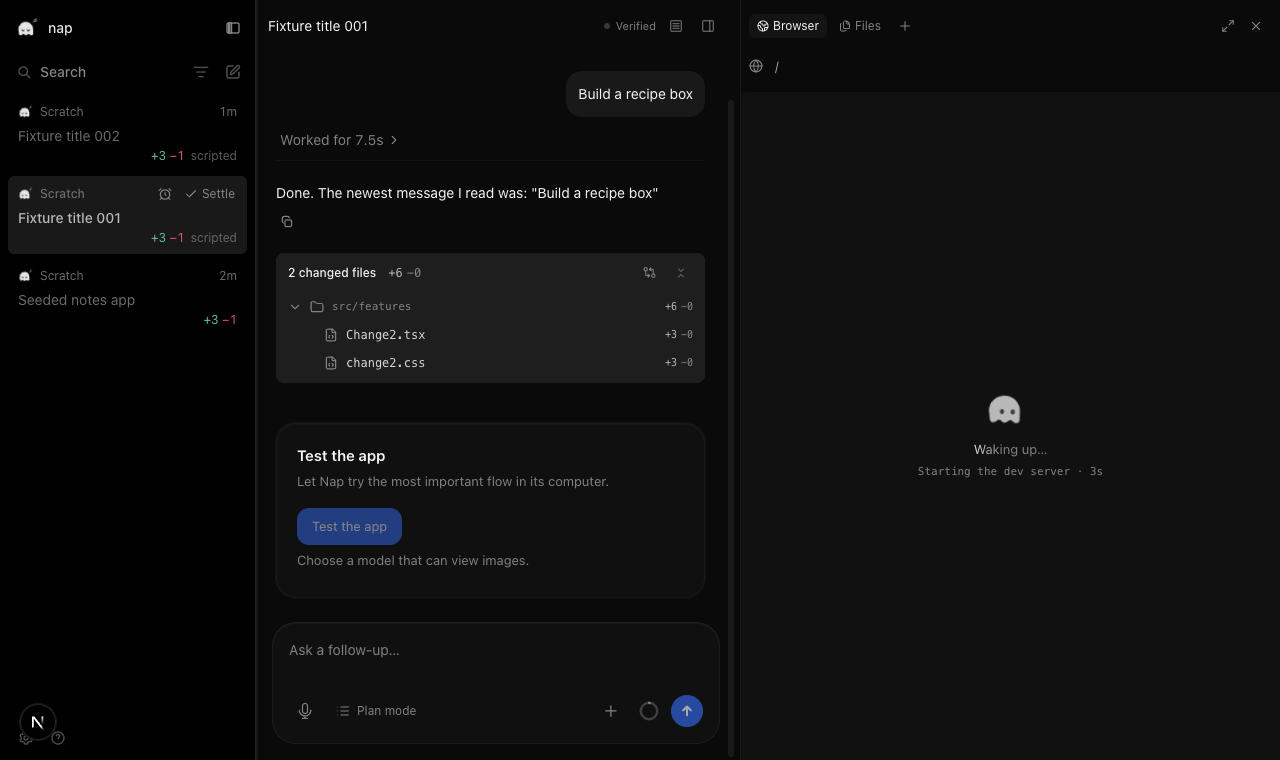 nap
Search
Scratch 1m
Fixture title 002
+3 −1 scripted
Scratch Settle
Fixture title 001
+3 −1 scripted
Scratch 2m
Seeded notes app
+3 −1
N
Fixture title 001
Verified
Build a recipe box
Worked for 7.5s
Done. The newest message I read was: "Build a recipe box"
2 changed files +6 −0
src/features +6 −0
Change2.tsx +3 −0
change2.css +3 −0
Test the app
Let Nap try the most important flow in its computer.
Test the app
Choose a model that can view images.
Ask a follow-up...
Plan mode
Browser Files
/
Waking up...
Starting the dev server · 3s